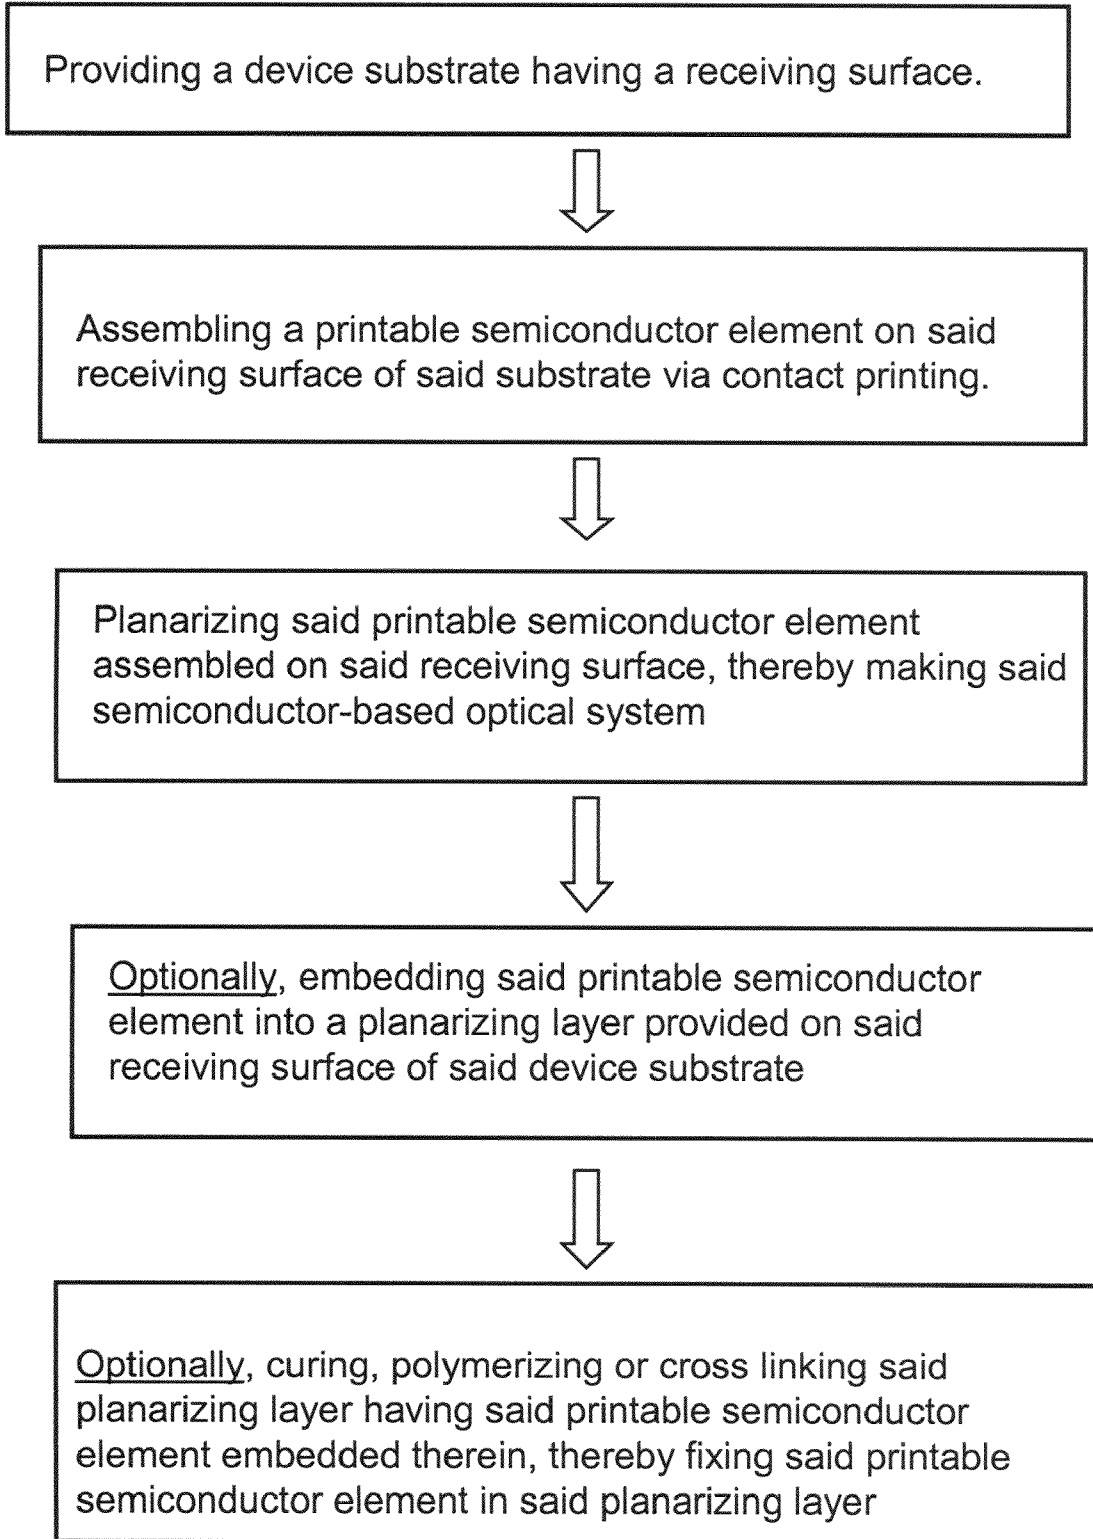 Providing a device substrate having a receiving surface.
Assembling a printable semiconductor element on said
receiving surface of said substrate via contact printing.
Planarizing said printable semiconductor element
assembled on said receiving surface, thereby making said
semiconductor-based optical system
Optionally, embedding said printable semiconductor
element into a planarizing layer provided on said
receiving surface of said device substrate
Optionally, curing, polymerizing or cross linking said
planarizing layer having said printable semiconductor
element embedded therein, thereby fixing said printable
semiconductor element in said planarizing layer